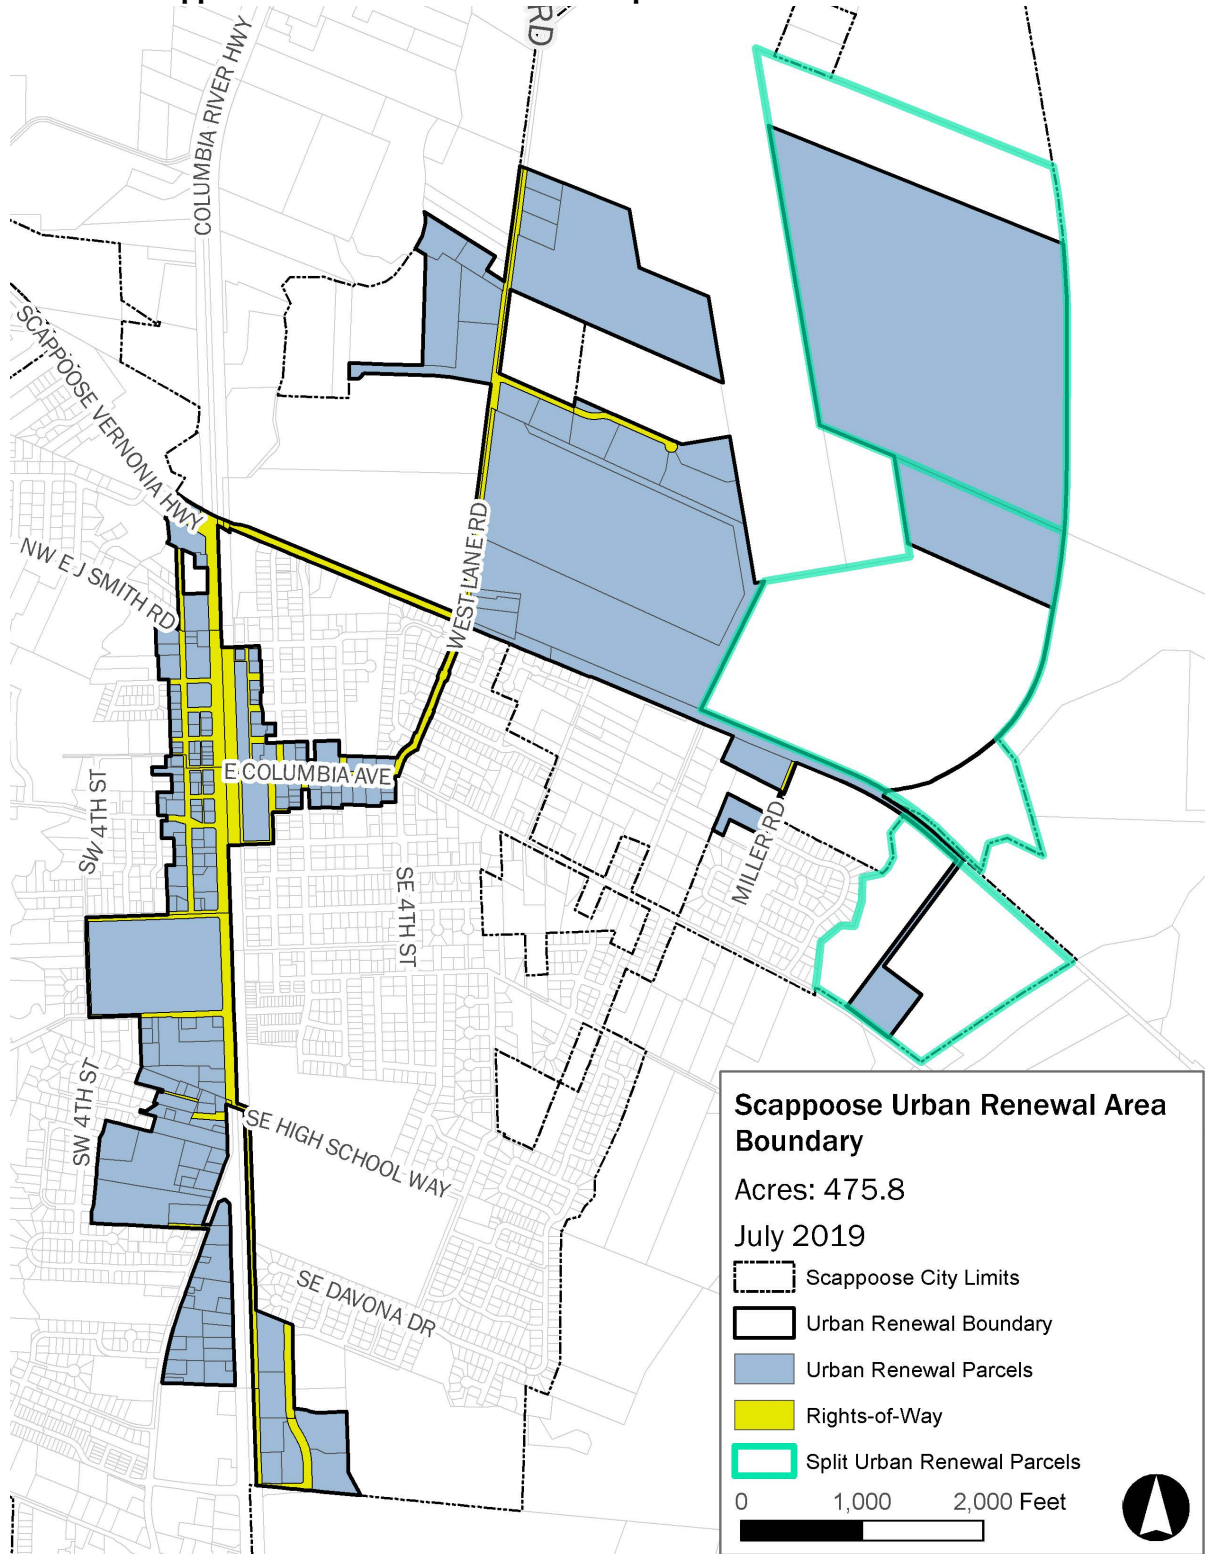 RD
COLUMBIA RIVER HWY
SCAPPOOSE VERNONIA HWY
NW E J SMITH RD
WEST LANE RD
E COLUMBIA AVE
SW 4TH ST
SE 4TH ST
MILLER RD
SW 4TH ST
SE HIGH SCHOOL WAY
SE DAVONA DR
Scappoose Urban Renewal Area
Boundary
Acres: 475.8
July 2019
Scappoose City Limits
Urban Renewal Boundary
Urban Renewal Parcels
Rights-of-Way
Split Urban Renewal Parcels
0 1,000 2,000 Feet